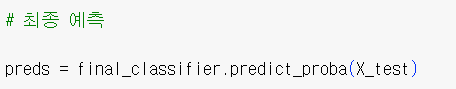 # 최종 예측
preds = final_classifier.predict_proba(X_test)